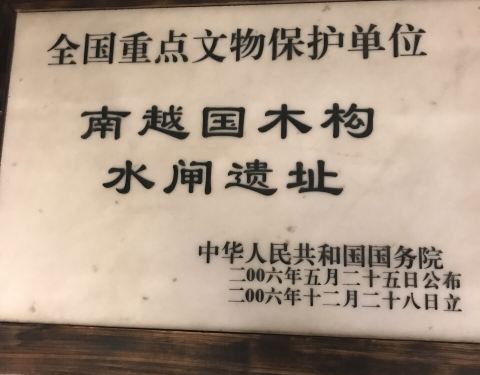 全国重点文物保护单位
南越国木构
水闸遗址
中华人民共和国国务院
二00六年五月二十五日公布
二00六年十二月二十八日立